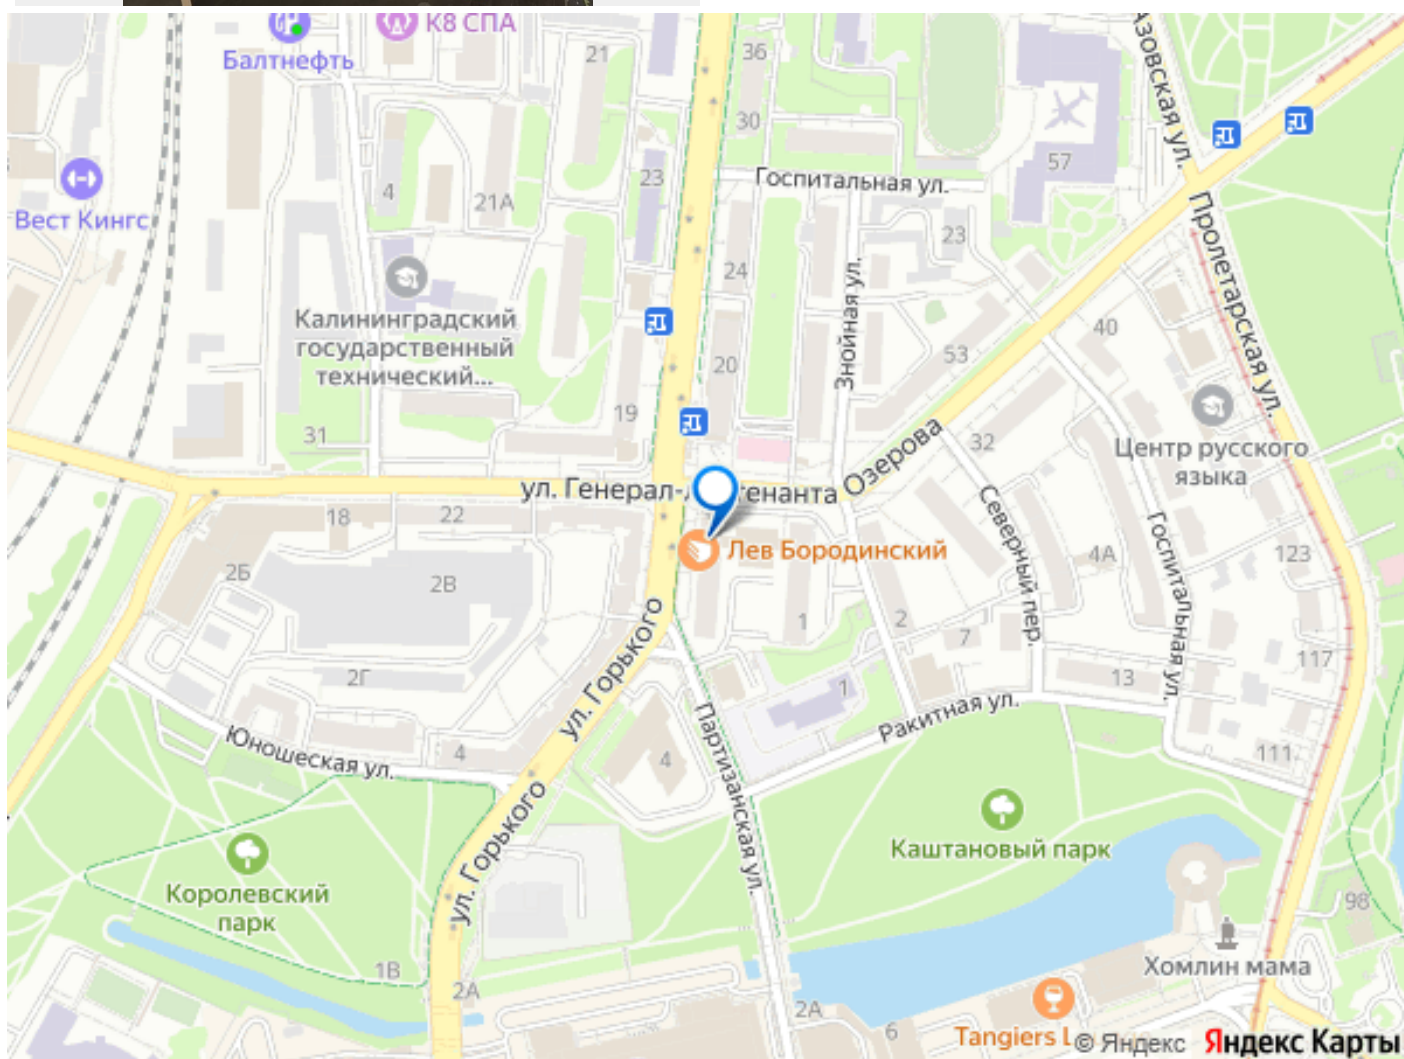 К8 СПА
Балтнефть
21
36
30
Азовская ул.
57
Вест Кингс
4
21А
23
Госпитальная ул.
23
Пролетарская ул.
24
Знойная ул.
Калининградский
государственный
технический...
20
53
40
19
31
32
Центр русского
языка
ул. Генерал-
тенанта
Озерова
18
22
Северный пер.
Госпитальная ул.
Лев Бородинский
4А
123
2Б
2В
1
2
7
ул. Горького
117
2Г
1
13
Юношеская ул.
4
4
Партизанская ул.
Ракитная ул.
111
ул. Горького
Каштановый парк
Королевский
парк
98
1В
2А
Хомлин мама
2А
6
Tangiers L
© Яндекс
Яндекс Карты